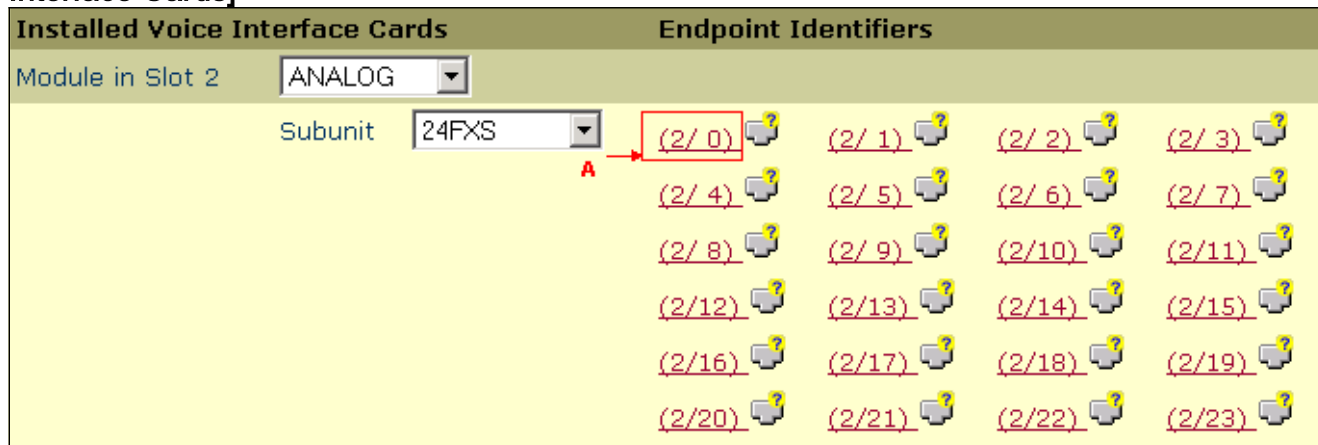 Interface Cards]
Installed Voice Interface Cards Endpoint Identifiers
Module in Slot 2 ANALOG
Subunit 24FXS (2/ 0) ? (2/ 1) ? (2/ 2) ? (2/ 3) ?
A
(2/ 4) ? (2/ 5) ? (2/ 6) ? (2/ 7) ?
(2/ 8) ? (2/ 9) ? (2/10) ? (2/11) ?
(2/12) ? (2/13) ? (2/14) ? (2/15) ?
(2/16) ? (2/17) ? (2/18) ? (2/19) ?
(2/20) ? (2/21) ? (2/22) ? (2/23) ?